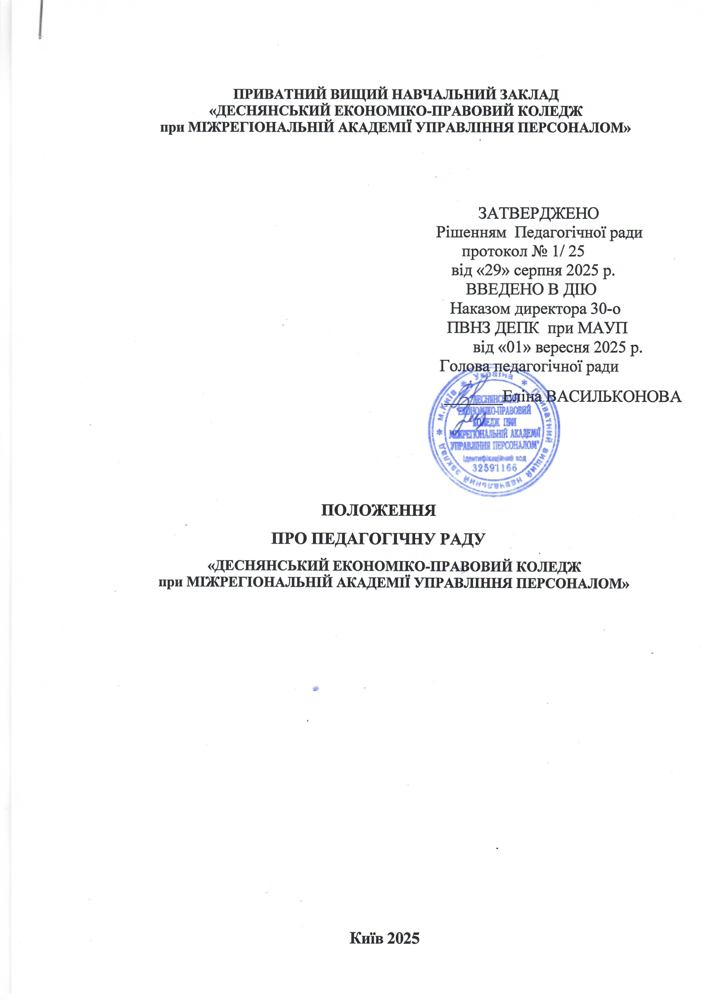 ПРИВАТНИЙ ВИЩИЙ НАВЧАЛЬНИЙ ЗАКЛАД
«ДЕСНЯНСЬКИЙ ЕКОНОМІКО-ПРАВОВИЙ КОЛЕДЖ
при МІЖРЕГІОНАЛЬНІЙ АКАДЕМІЇ УПРАВЛІННЯ ПЕРСОНАЛОМ»
ЗАТВЕРДЖЕНО
Рішенням Педагогічної ради
протокол № 1/ 25
від «29» серпня 2025 р.
ВВЕДЕНО В ДІЮ
Наказом директора 30-о
ПВНЗ ДЕПК при МАУП
від «01» вересня 2025 р.
Голова педагогічної ради
Еліна ВАСИЛЬКОНОВА
м.Київ * Україна * Приватний вищий навчальний заклад *
"ДЕСНЯНСЬКИЙ
ЕКОНОМІКО-ПРАВОВИЙ
КОЛЕДЖ ПРИ
МІЖРЕГІОНАЛЬНІЙ АКАДЕМІЇ
УПРАВЛІННЯ ПЕРСОНАЛОМ"
Ідентифікаційний код
32591166
ПОЛОЖЕННЯ
ПРО ПЕДАГОГІЧНУ РАДУ
«ДЕСНЯНСЬКИЙ ЕКОНОМІКО-ПРАВОВИЙ КОЛЕДЖ
при МІЖРЕГІОНАЛЬНІЙ АКАДЕМІЇ УПРАВЛІННЯ ПЕРСОНАЛОМ»
Київ 2025